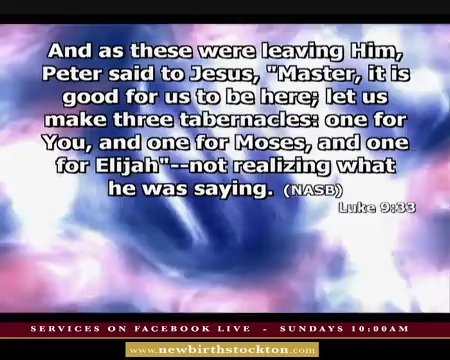 And as these were leaving Him,
Peter said to Jesus, "Master, it is
good for us to be here; let us
make three tabernacles: one for
You, and one for Moses, and one
for Elijah"--not realizing what
he was saying. (NASB)
Luke 9:33
SERVICES ON FACEBOOK LIVE - SUNDAYS 10:00AM
www.newbirthstockton.com